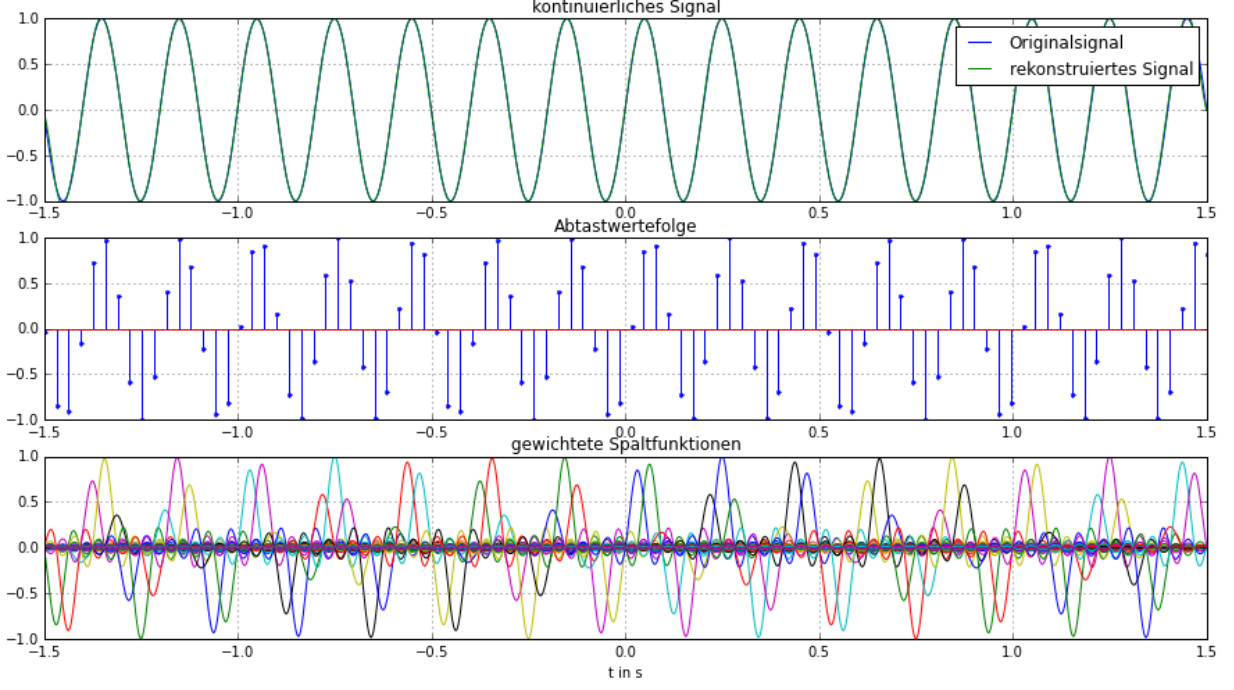 kontinuierliches Signal
1.0
0.5
0.0
−0.5
−1.0
Originalsignal
rekonstruiertes Signal
−1.5 −1.0 −0.5 0.0 0.5 1.0 1.5
Abtastwertefolge
1.0
0.5
0.0
−0.5
−1.0
−1.5 −1.0 −0.5 0.0 0.5 1.0 1.5
gewichtete Spaltfunktionen
1.0
0.5
0.0
−0.5
−1.0
−1.5 −1.0 −0.5 0.0 0.5 1.0 1.5
t in s